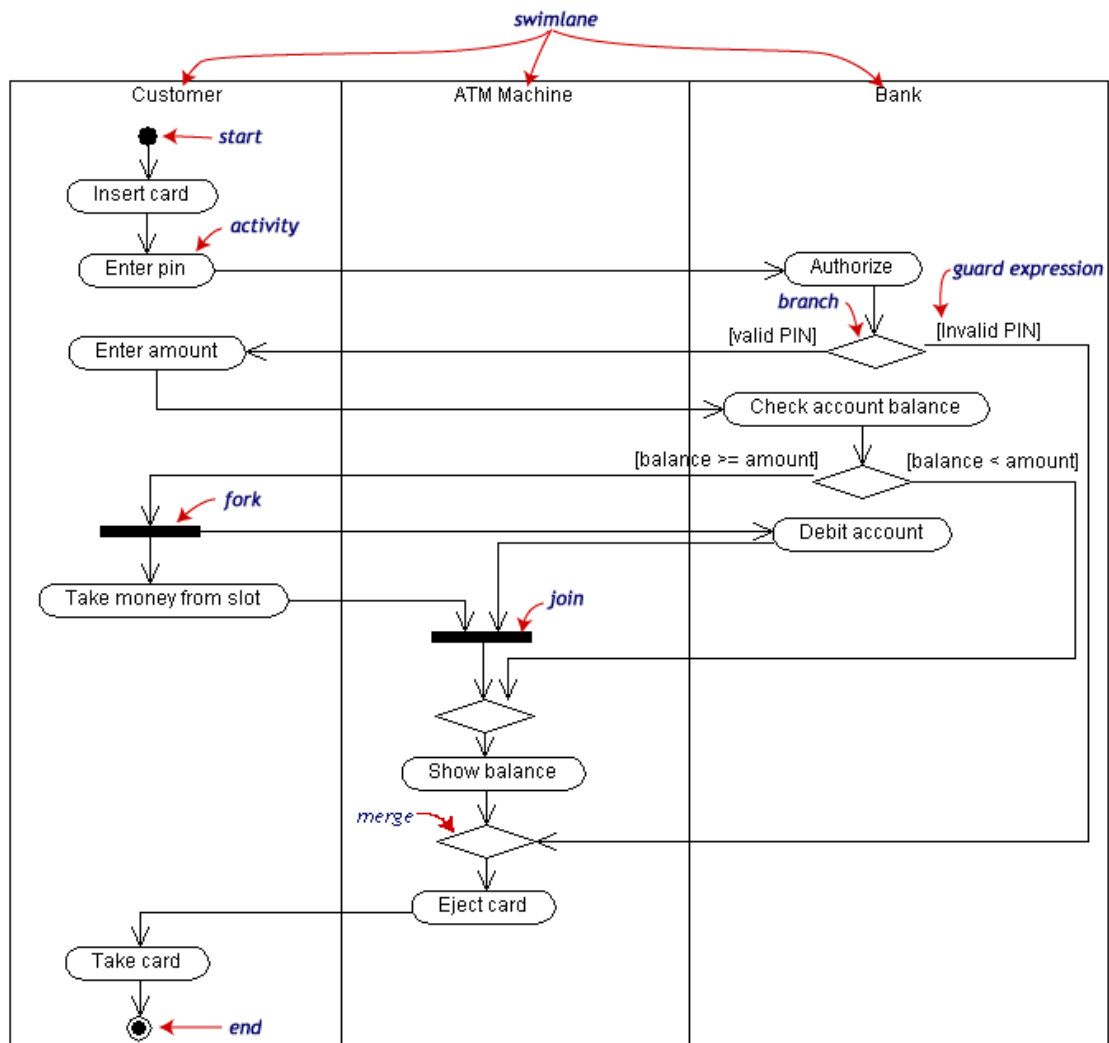 swimlane
Customer
ATM Machine
Bank
start
Insert card
activity
Enter pin
Authorize
guard expression
branch
[valid PIN]
[Invalid PIN]
Enter amount
Check account balance
[balance >= amount]
[balance < amount]
fork
Debit account
Take money from slot
join
Show balance
merge
Eject card
Take card
end